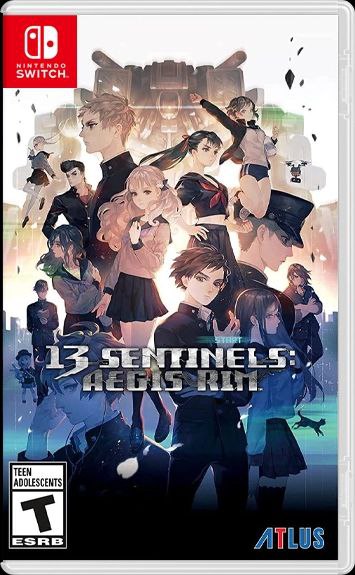 NINTENDO
SWITCH
START
13 SENTINELS:
AEGIS RIM
TEEN
ADOLESCENTS
T
ESRB
ATLUS